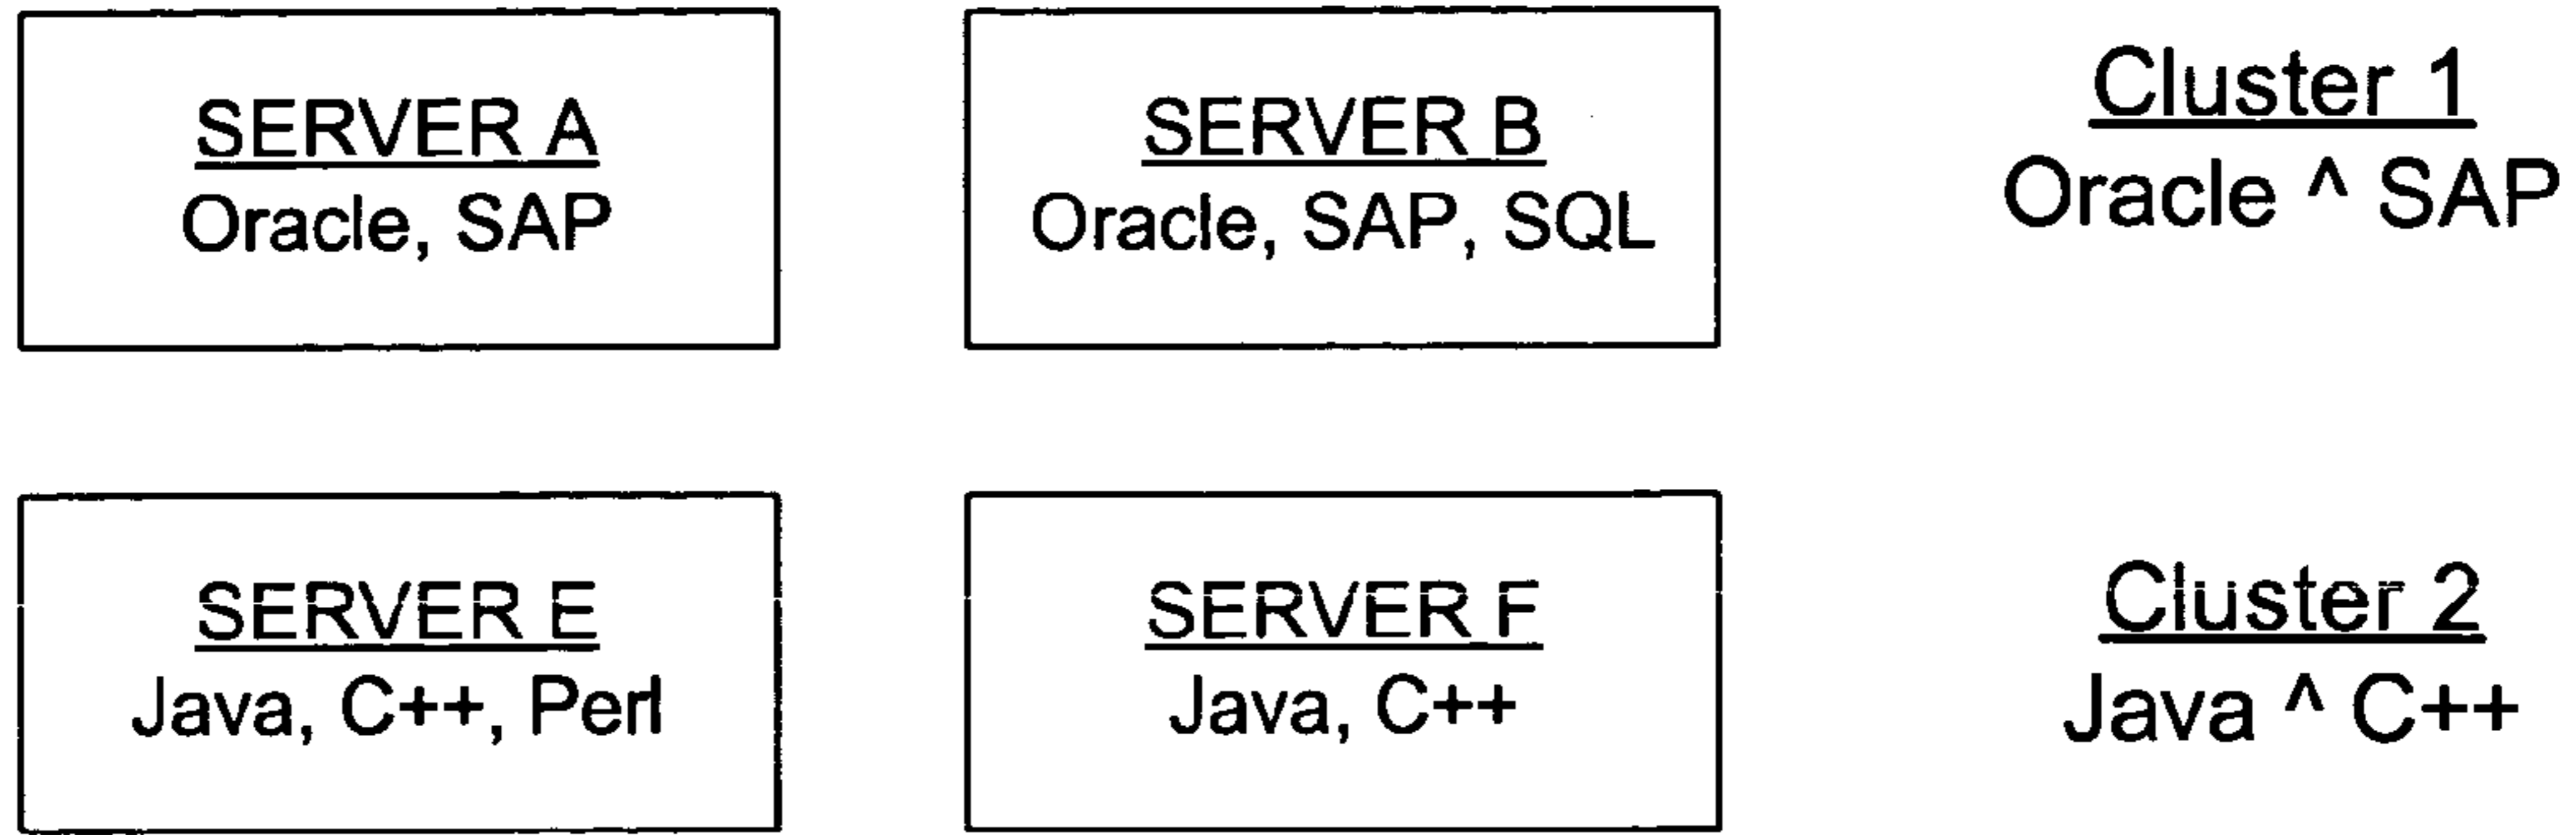 SERVER A
Oracle, SAP
SERVER B
Oracle, SAP, SQL
Cluster 1
Oracle ^ SAP
SERVER E
Java, C++, Perl
SERVER F
Java, C++
Cluster 2
Java ^ C++